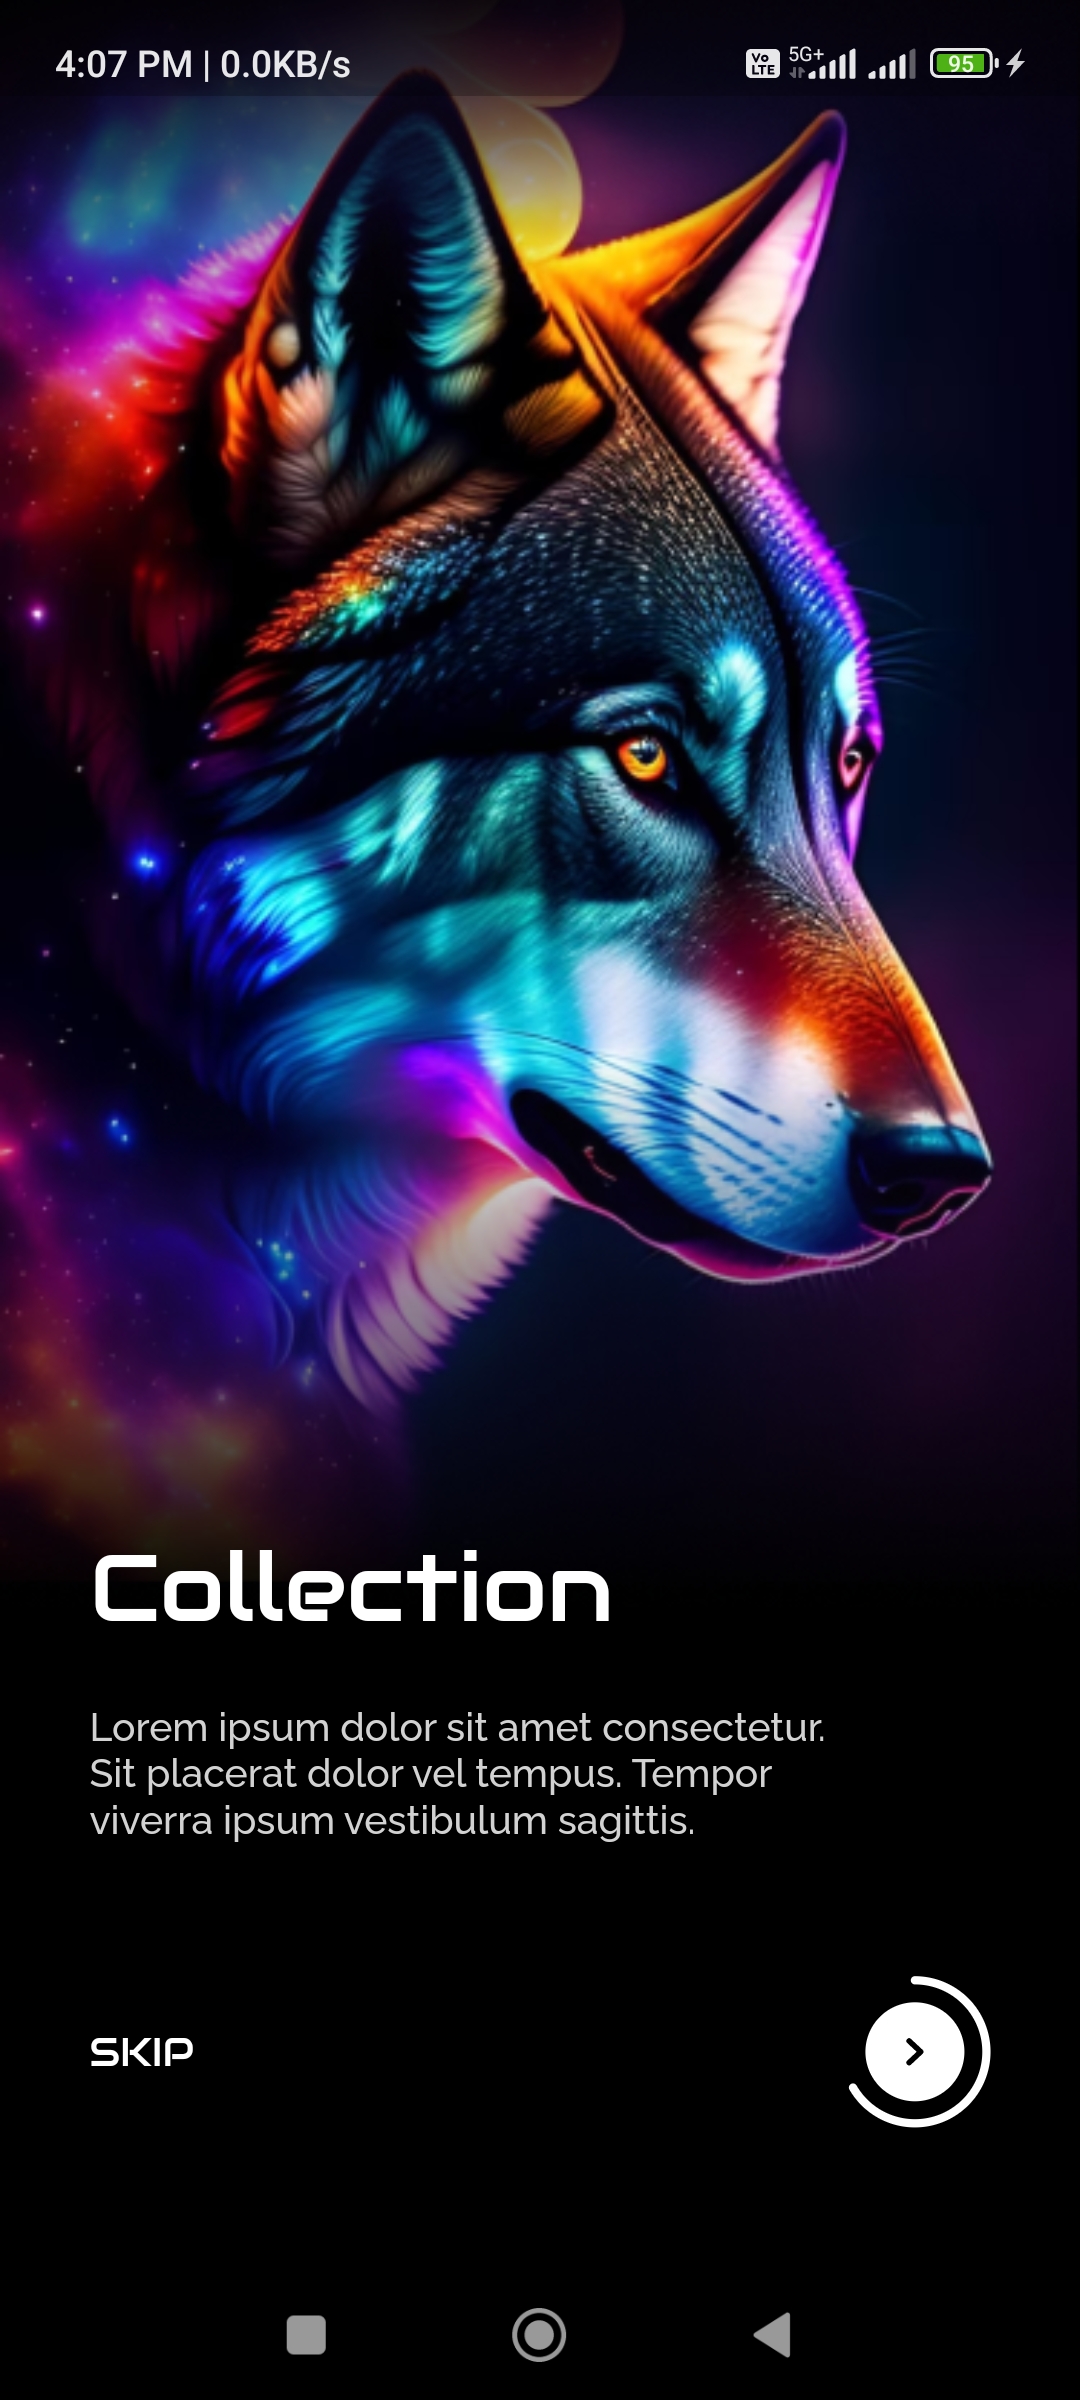 4:07 PM | 0.0KB/s
Vo LTE 5G+ 95
Collection
Lorem ipsum dolor sit amet consectetur.
Sit placerat dolor vel tempus. Tempor
viverra ipsum vestibulum sagittis.
SKIP